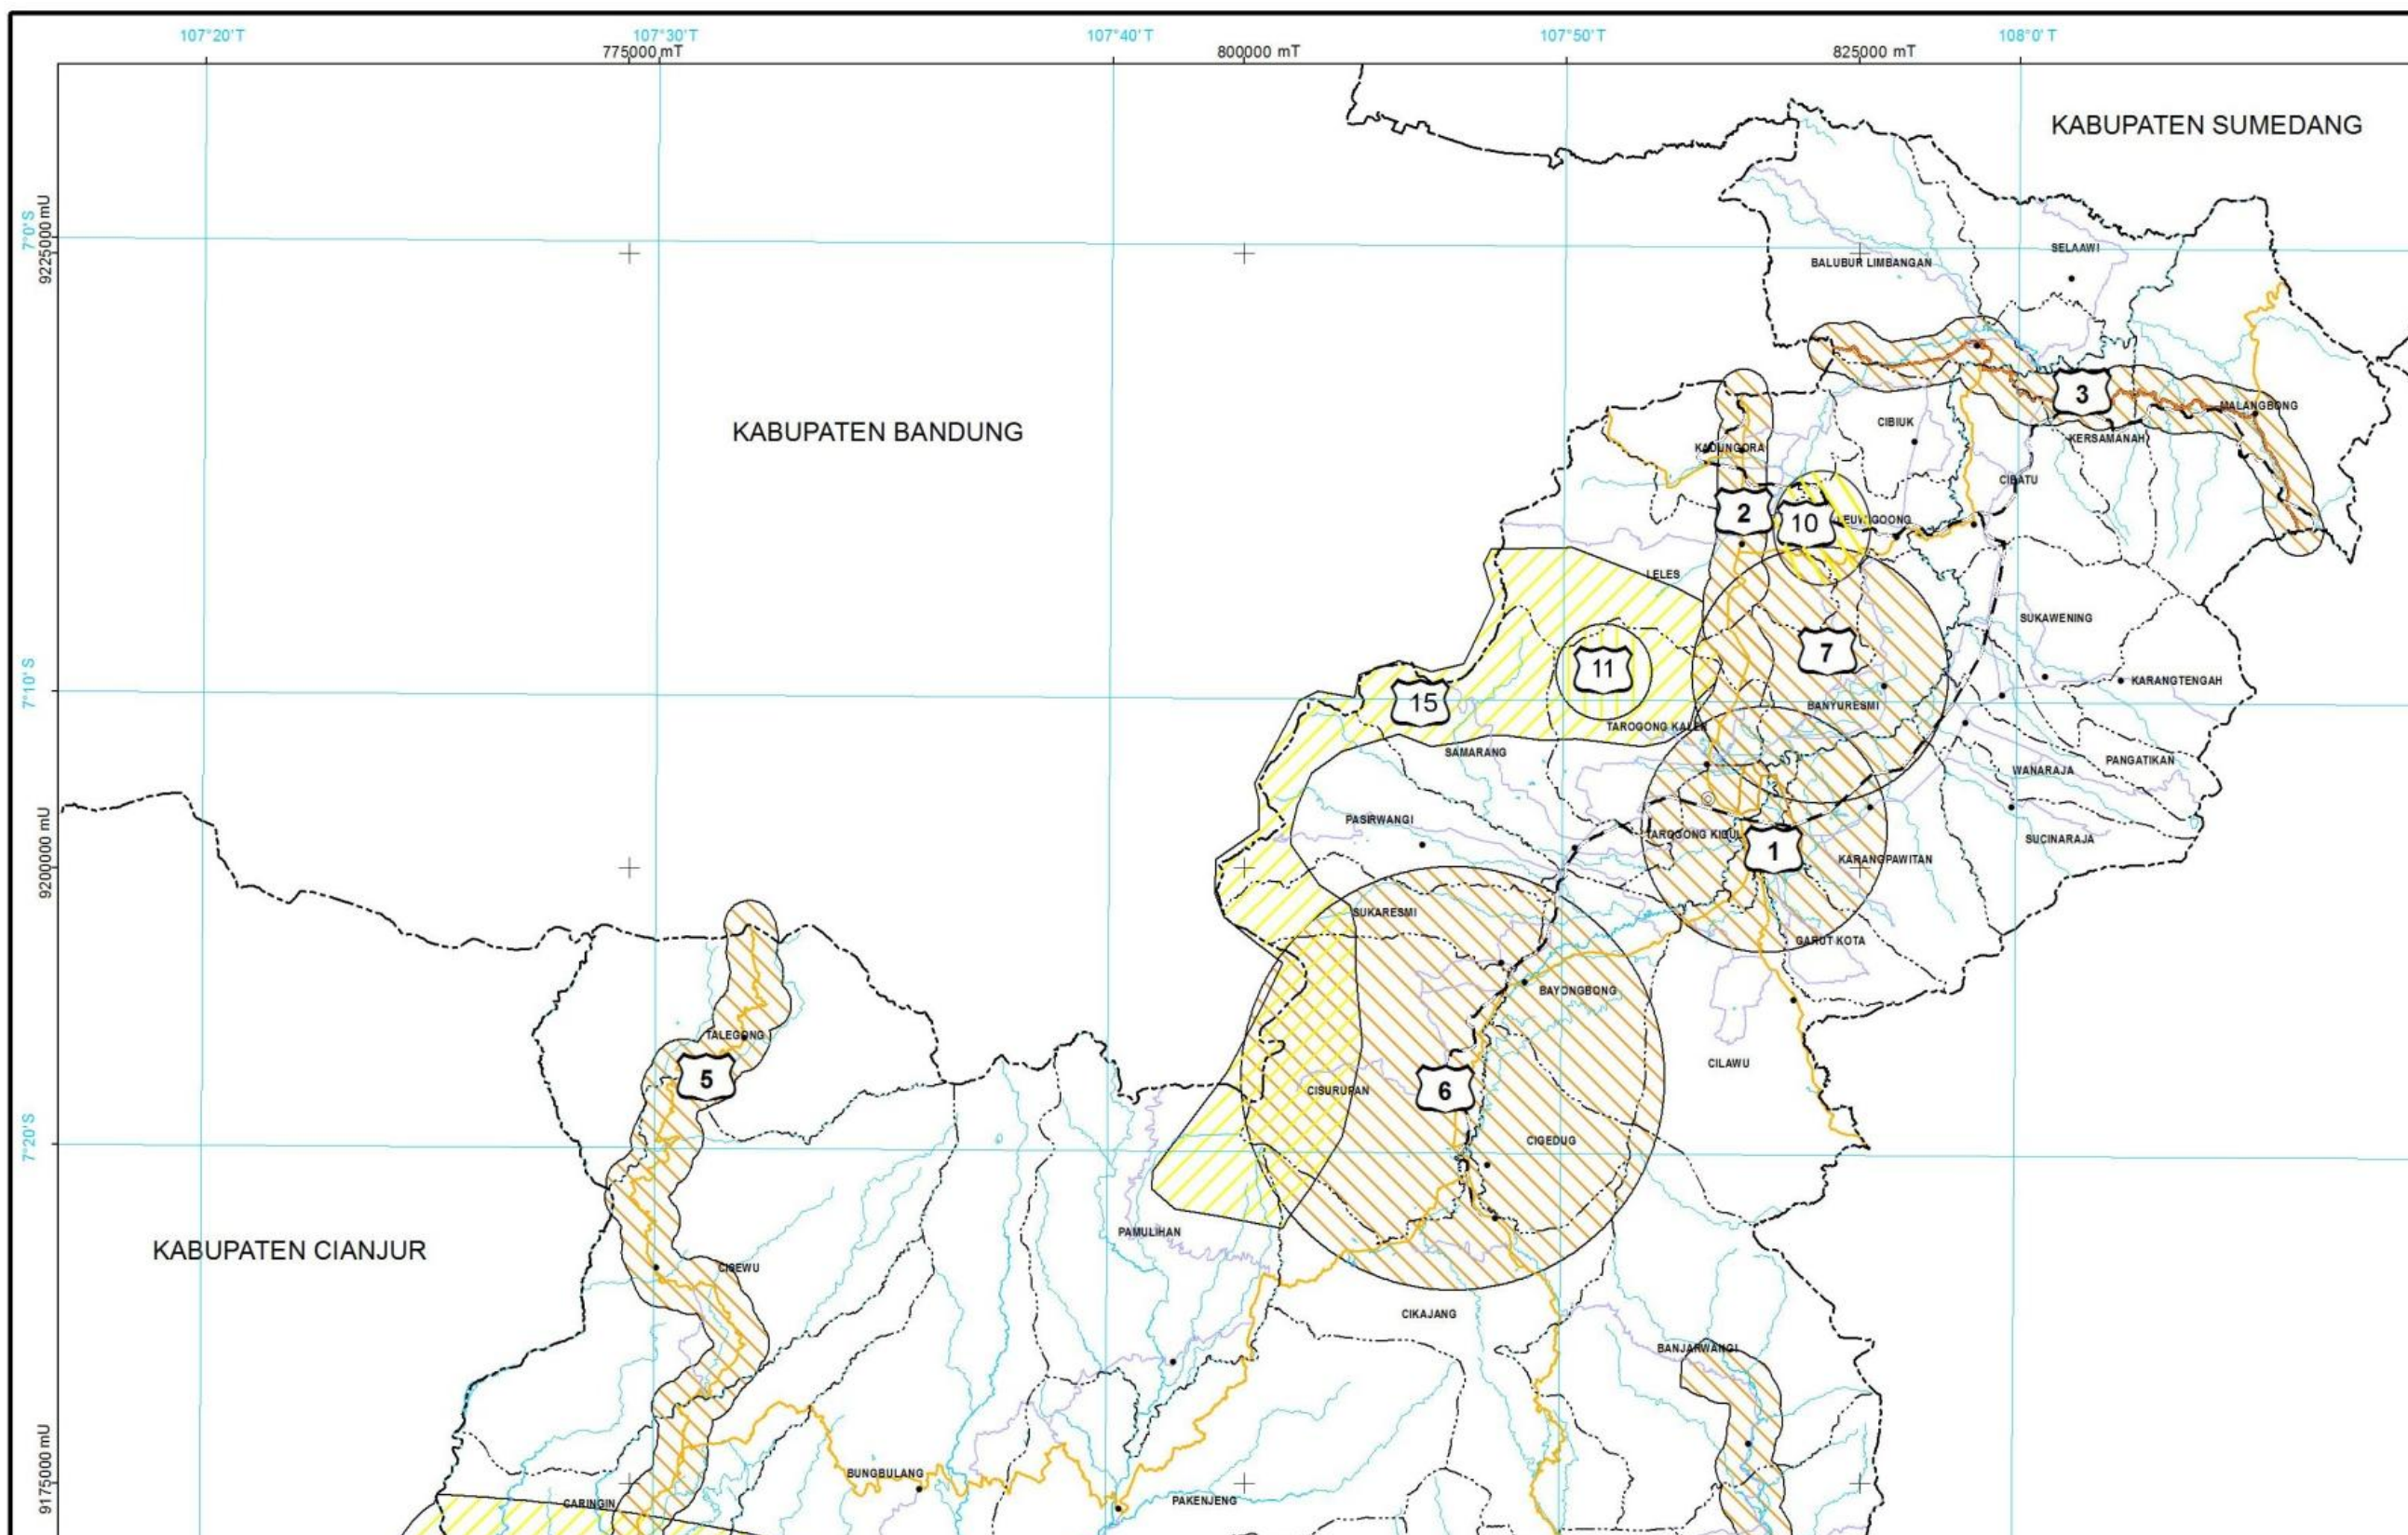 107°20'T
107°30'T
107°40'T
107°50'T
108°0'T
775000 mT
800000 mT
825000 mT
KABUPATEN SUMEDANG
7°0'S
9225000 mU
SELAAWI
BALUBUR LIMBANGAN
3
MALANGBONG
KABUPATEN BANDUNG
CIBIUK
KERSAMANAH
KADUNGORA
CIBATU
2
10
LEUWIGOONG
LELES
SUKAWENING
7
11
7°10'S
15
KARANGTENGAH
BANYURESMI
TAROGONG KALER
SAMARANG
PANGATIKAN
WANARAJA
PASIRWANGI
TAROGONG KIDUL
SUCINARAJA
1
KARANGPAWITAN
9200000 mU
SUKARESMI
GARUT KOTA
BAYONGBONG
TALEGONG
CILAWU
5
CISURUPAN
6
7°20'S
CIGEDUG
PAMULIHAN
KABUPATEN CIANJUR
CISEWU
CIKAJANG
BANJARWANGI
9175000 mU
BUNGBULANG
CARINGIN
PAKENJENG